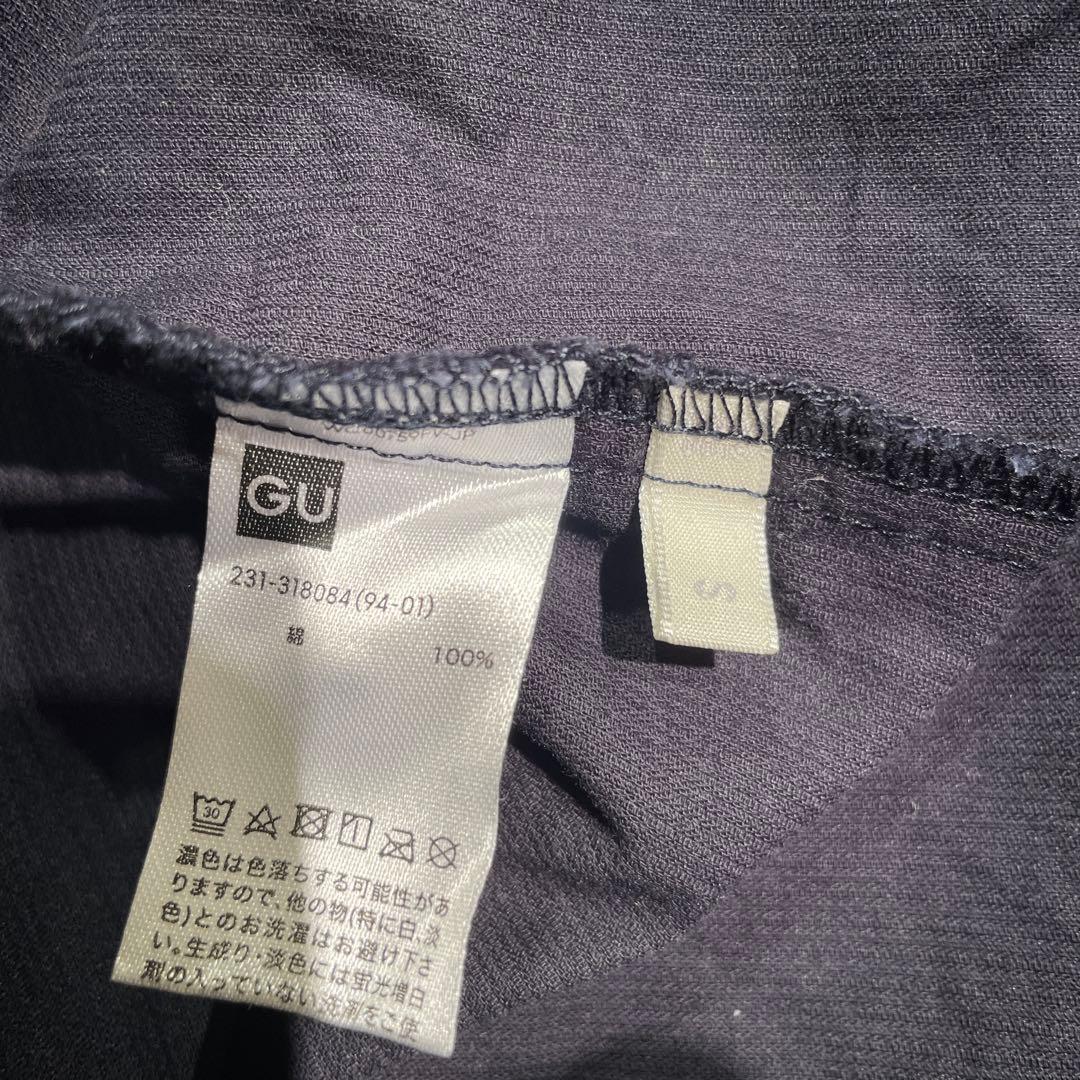 GU
231-318084(94-01)
綿
100%
S
30
濃色は色落ちする可能性があ
りますので、他の物(特に白、淡
色)とのお洗濯はお避け下さ
い。生成り・淡色には蛍光増白
剤の入っていない洗剤をご使